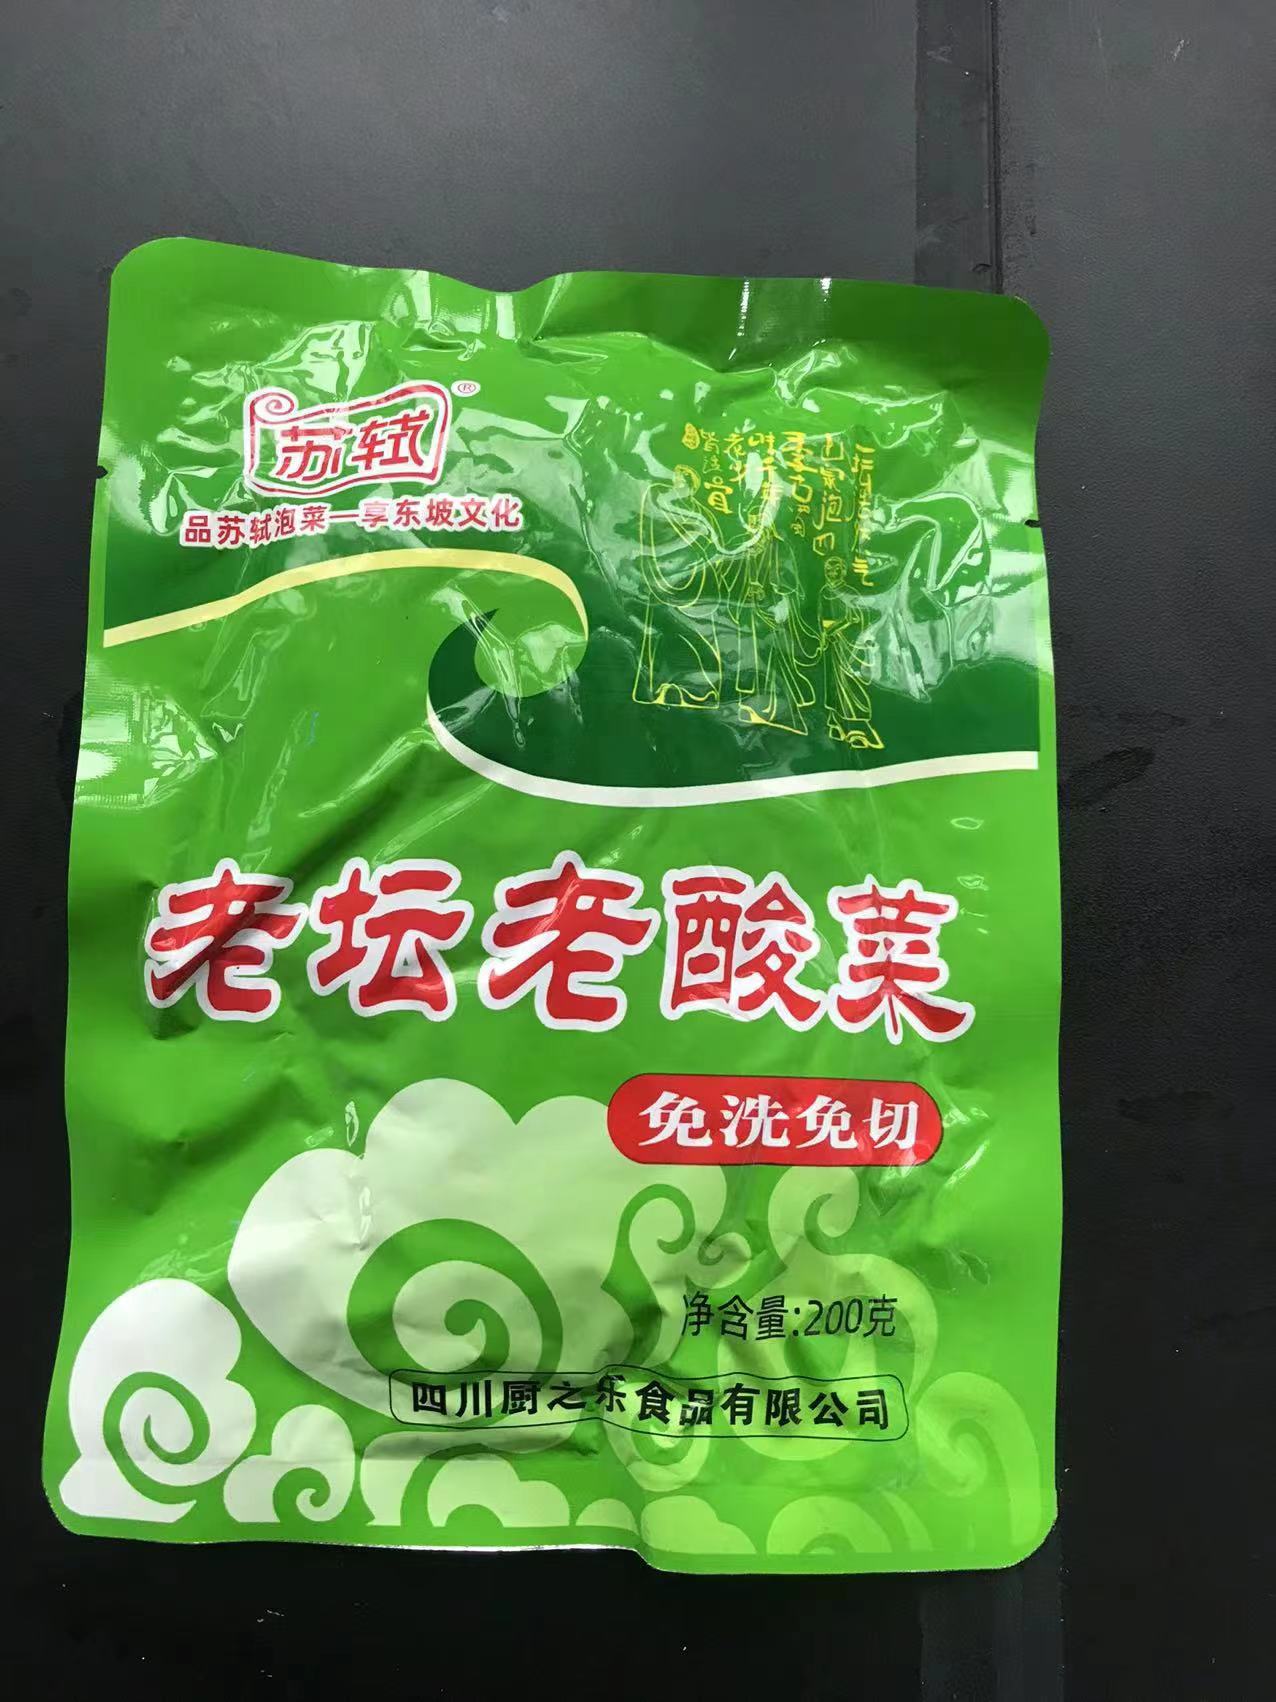 苏轼®
品苏轼泡菜—享东坡文化
老坛老酸菜
免洗免切
净含量:200克
四川厨之乐食品有限公司